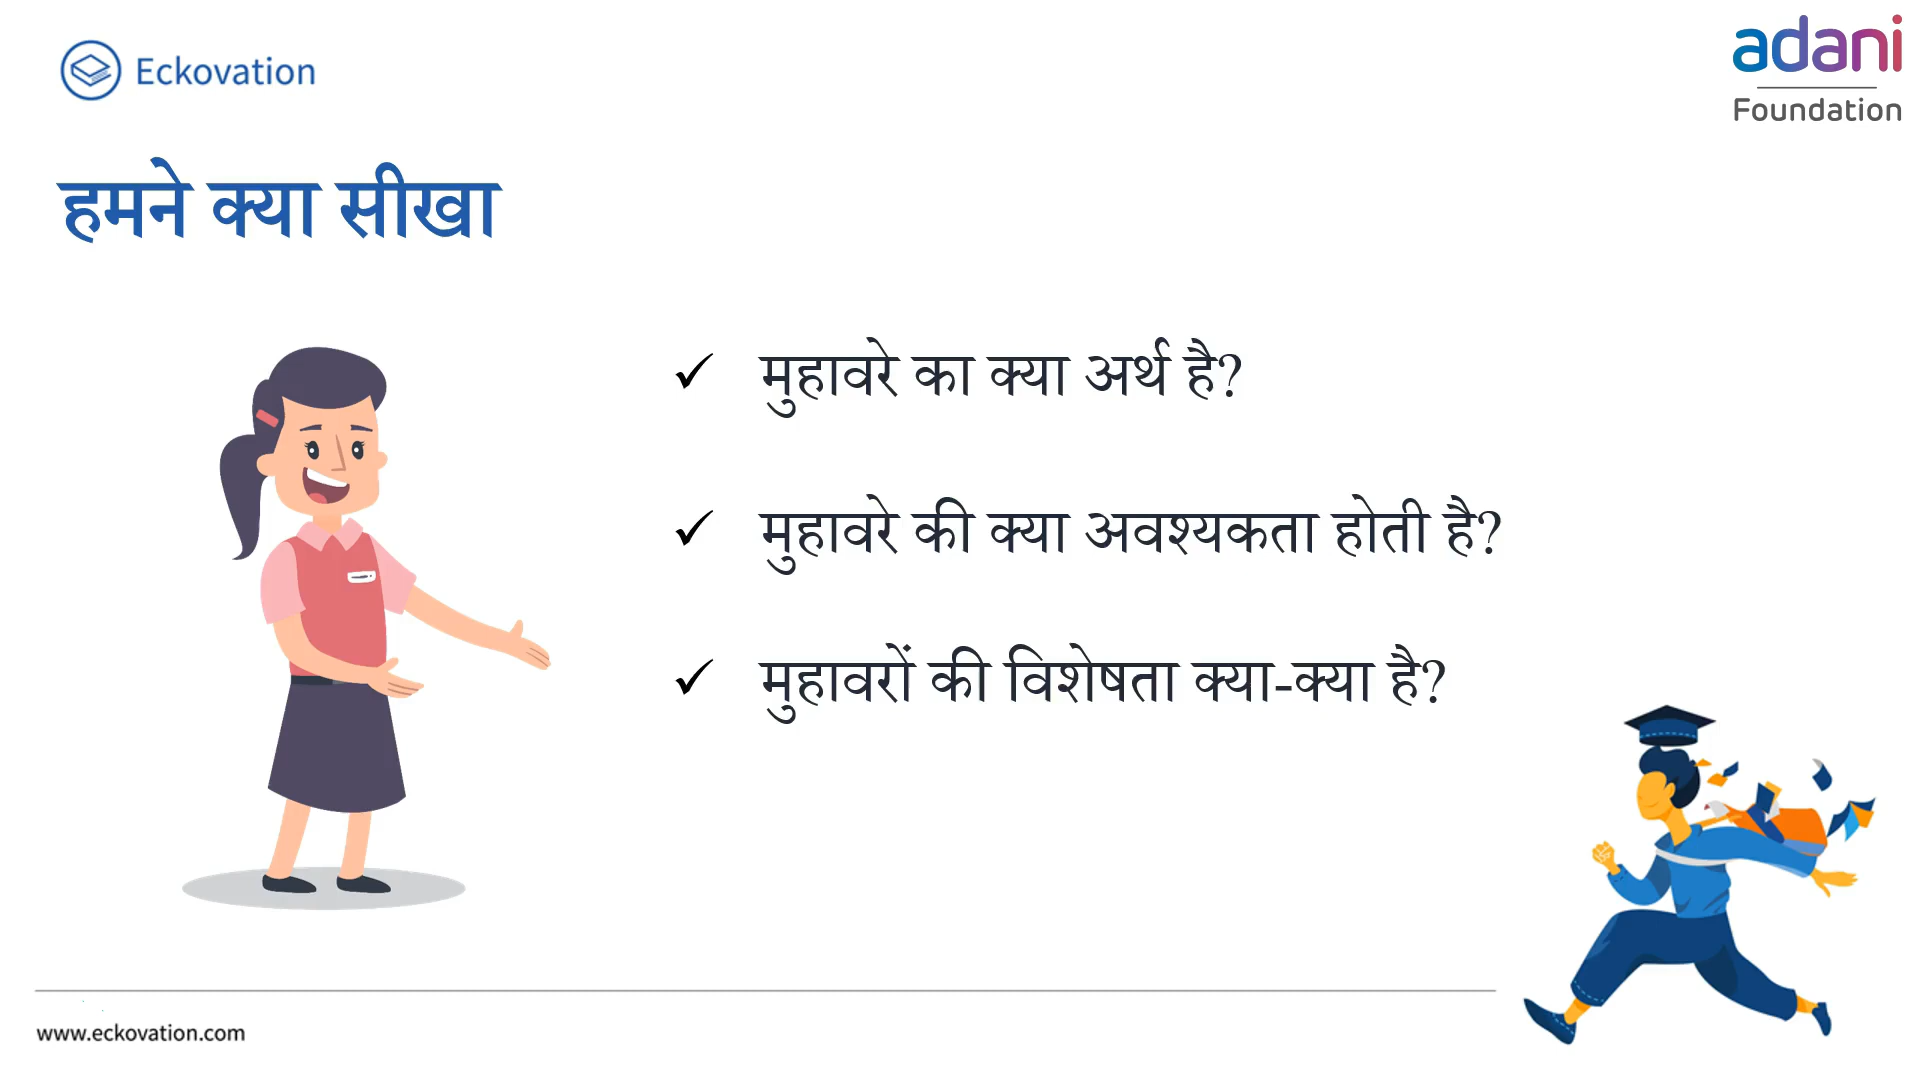 Eckovation
adani
Foundation
हमने क्या सीखा
✓ मुहावरे का क्या अर्थ है?
✓ मुहावरे की क्या अवश्यकता होती है?
✓ मुहावरों की विशेषता क्या-क्या है?
www.eckovation.com